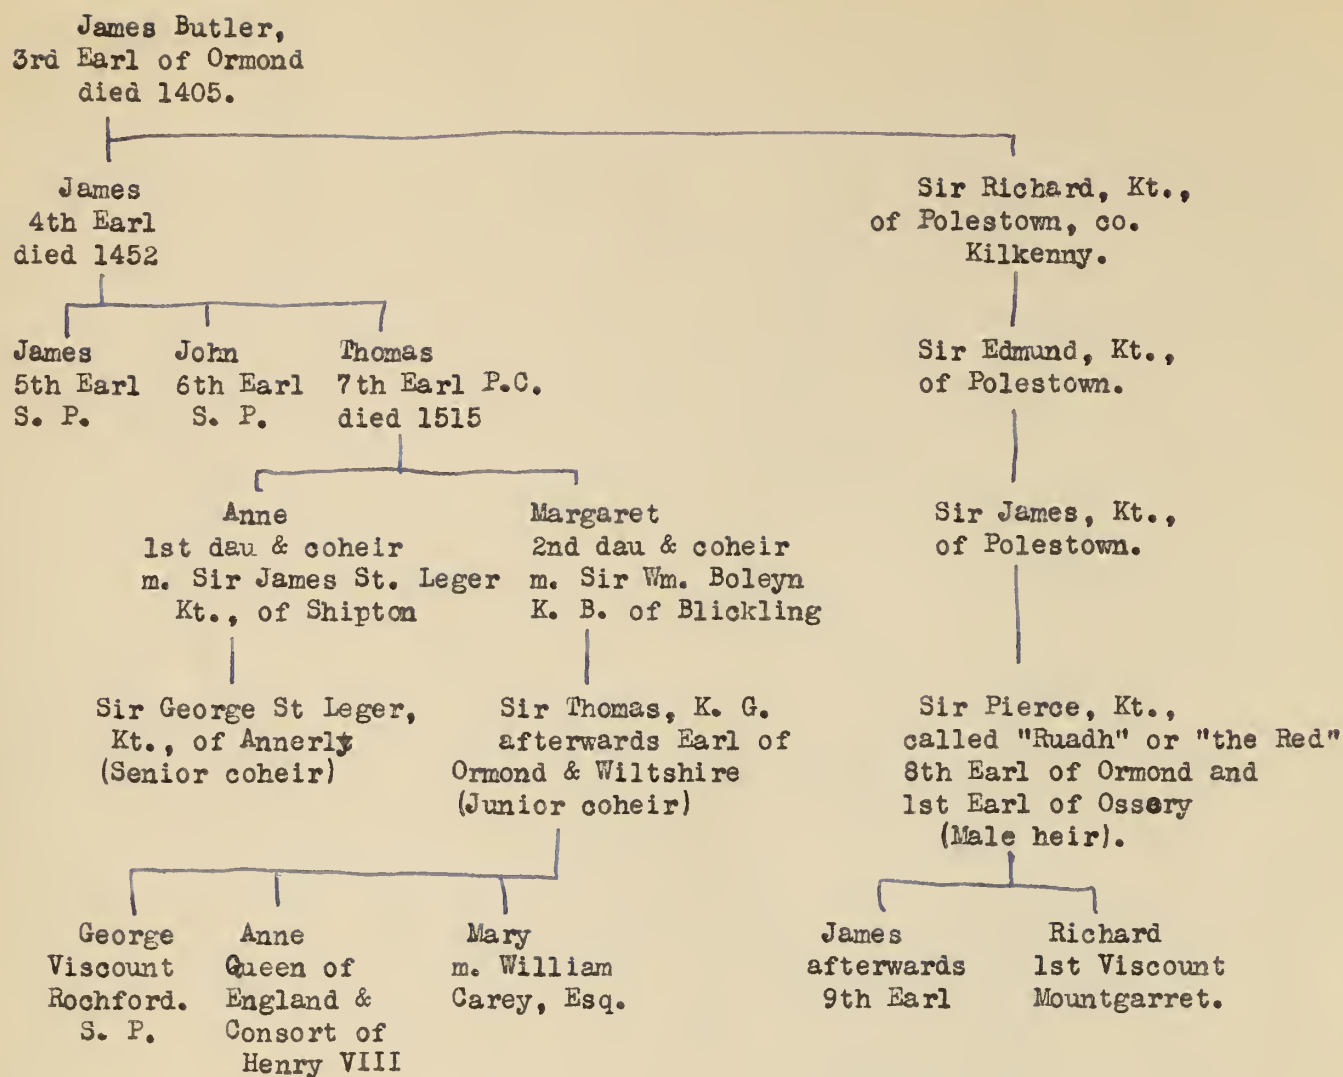 James Butler,
3rd Earl of Ormond
died 1405.
James
4th Earl
died 1452
Sir Richard, Kt.,
of Polestown, co.
Kilkenny.
James
5th Earl
S. P.
John
6th Earl
S. P.
Thomas
7th Earl P.C.
died 1515
Sir Edmund, Kt.,
of Polestown.
Anne
1st dau & coheir
m. Sir James St. Leger
Kt., of Shipton
Margaret
2nd dau & coheir
m. Sir Wm. Boleyn
K. B. of Blickling
Sir James, Kt.,
of Polestown.
Sir George St Leger,
Kt., of Annerly
(Senior coheir)
Sir Thomas, K. G.
afterwards Earl of
Ormond & Wiltshire
(Junior coheir)
Sir Pierce, Kt.,
called "Ruadh" or "the Red"
8th Earl of Ormond and
1st Earl of Ossory
(Male heir).
George
Viscount
Rochford.
S. P.
Anne
Queen of
England &
Consort of
Henry VIII
Mary
m. William
Carey, Esq.
James
afterwards
9th Earl
Richard
1st Viscount
Mountgarret.